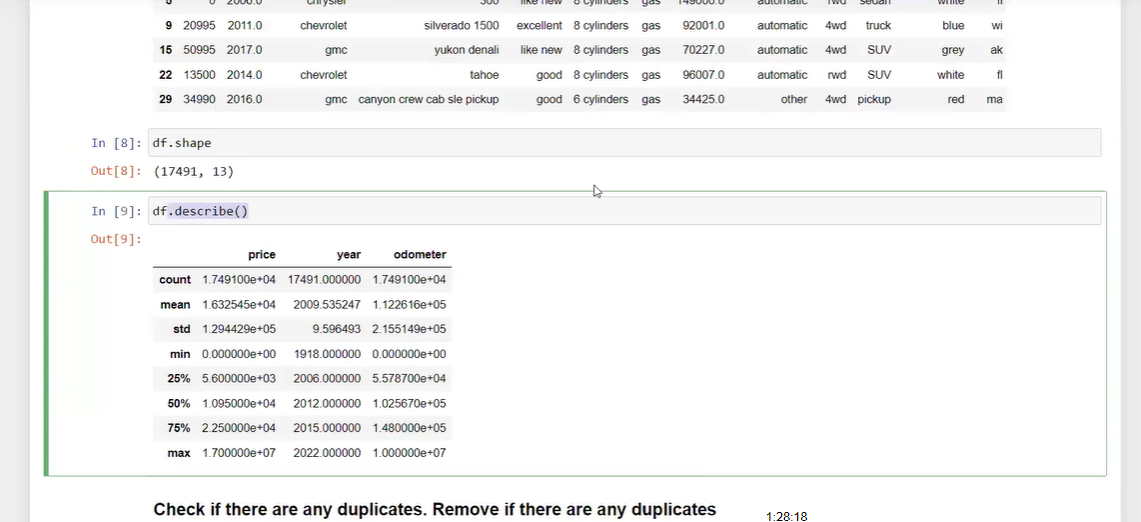 5 0 2006.0 chrysler 300 like new 8 cylinders gas 149000.0 automatic rwd sedan white fl
9 20995 2011.0 chevrolet silverado 1500 excellent 8 cylinders gas 92001.0 automatic 4wd truck blue wi
15 50995 2017.0 gmc yukon denali like new 8 cylinders gas 70227.0 automatic 4wd SUV grey ak
22 13500 2014.0 chevrolet tahoe good 8 cylinders gas 96007.0 automatic rwd SUV white fl
29 34990 2016.0 gmc canyon crew cab sle pickup good 6 cylinders gas 34425.0 other 4wd pickup red ma
In [8]: df.shape
Out[8]: (17491, 13)
In [9]: df.describe()
Out[9]:
price year odometer
count 1.749100e+04 17491.000000 1.749100e+04
mean 1.632545e+04 2009.535247 1.122616e+05
std 1.294429e+05 9.596493 2.155149e+05
min 0.000000e+00 1918.000000 0.000000e+00
25% 5.600000e+03 2006.000000 5.578700e+04
50% 1.095000e+04 2012.000000 1.025670e+05
75% 2.250000e+04 2015.000000 1.480000e+05
max 1.700000e+07 2022.000000 1.000000e+07
Check if there are any duplicates. Remove if there are any duplicates
1:28:18